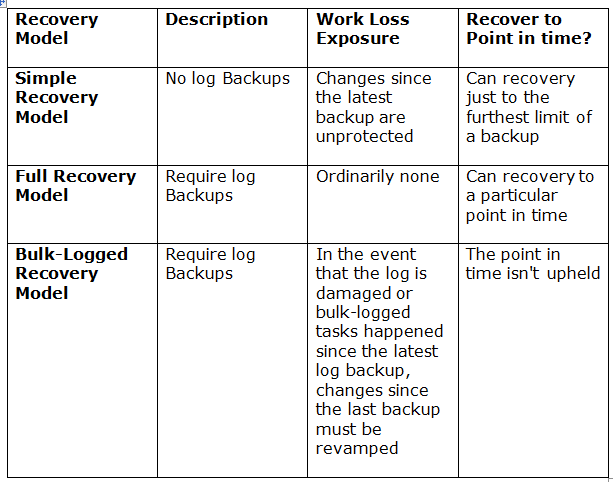 Recovery
Model
Description
Work Loss
Exposure
Recover to
Point in time?
Simple
Recovery
Model
No log Backups
Changes since
the latest
backup are
unprotected
Can recovery
just to the
furthest limit of
a backup
Full Recovery
Model
Require log
Backups
Ordinarily none
Can recovery to
a particular
point in time
Bulk-Logged
Recovery
Model
Require log
Backups
In the event
that the log is
damaged or
bulk-logged
tasks happened
since the latest
log backup,
changes since
the last backup
must be
revamped
The point in
time isn't upheld